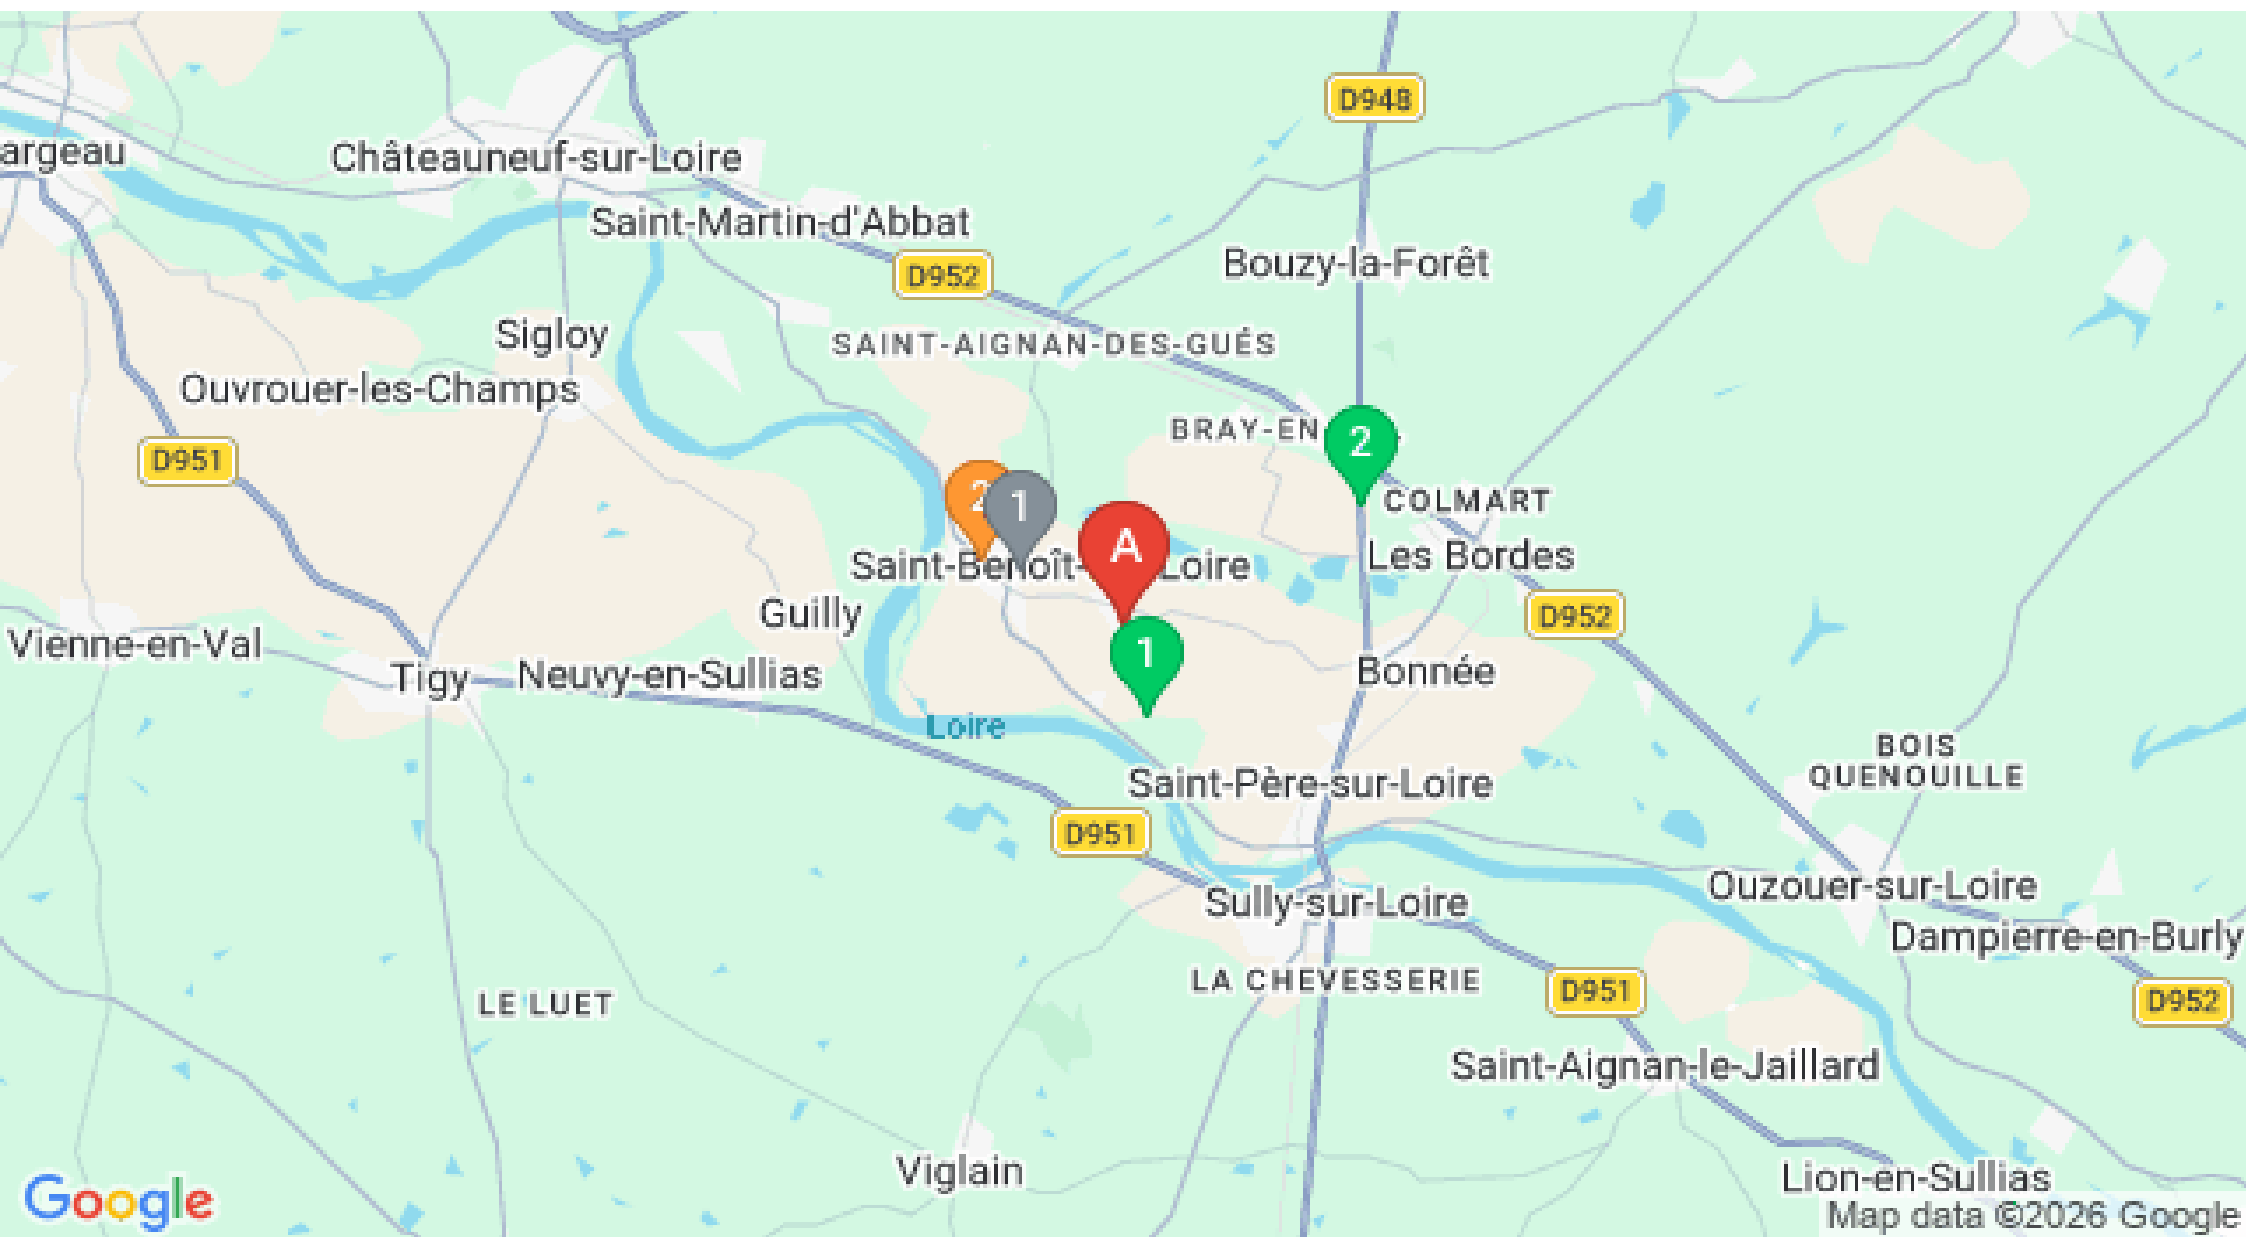 D948
argeau
Châteauneuf-sur-Loire
Saint-Martin-d'Abbat
Bouzy-la-Forêt
D952
Sigloy
SAINT-AIGNAN-DES-GUÉS
Ouvrouer-les-Champs
BRAY-EN
2
D951
2
1
COLMART
A
Saint-Benoît- Loire
Les Bordes
Guilly
D952
Vienne-en-Val
1
Tigy
Neuvy-en-Sullias
Bonnée
Loire
BOIS
QUENOUILLE
Saint-Père-sur-Loire
D951
Ouzouer-sur-Loire
Sully-sur-Loire
Dampierre-en-Burly
LA CHEVESSERIE
D951
D952
LE LUET
Saint-Aignan-le-Jaillard
Viglain
Lion-en-Sullias
Google
Map data ©2026 Google